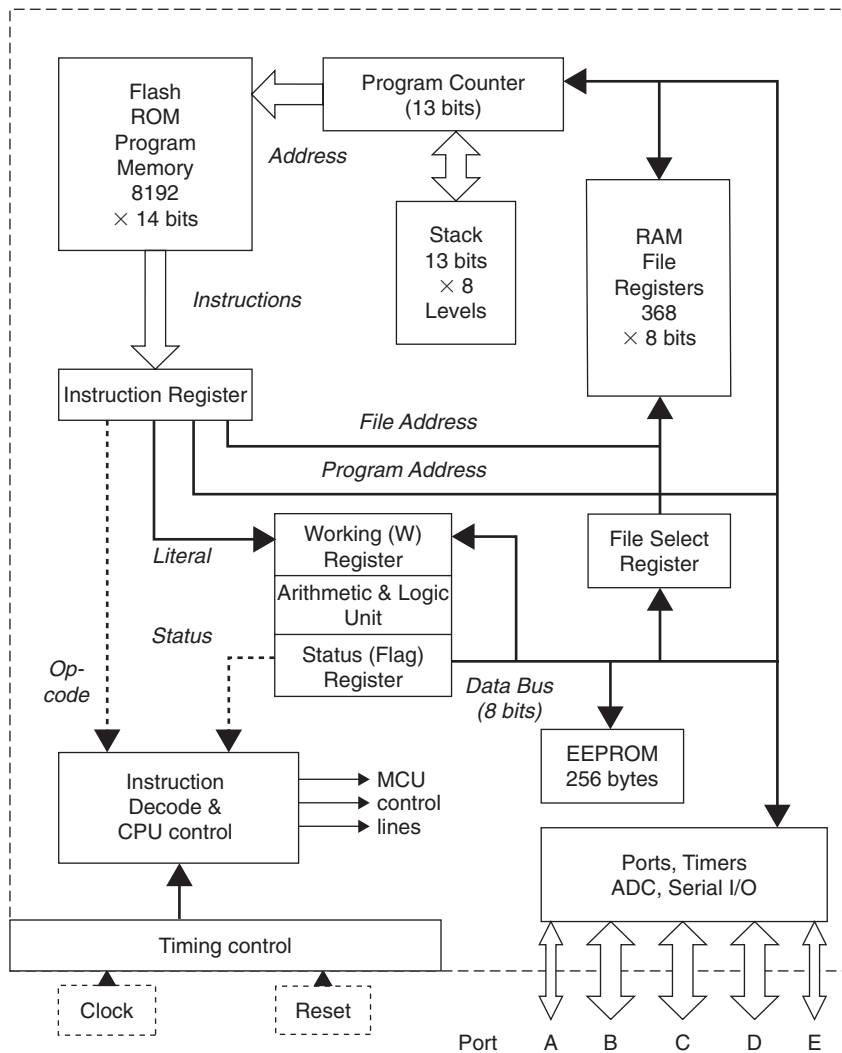 Flash
ROM
Program
Memory
8192
× 14 bits
Program Counter
(13 bits)
Address
Stack
13 bits
× 8
Levels
RAM
File
Registers
368
× 8 bits
Instructions
Instruction Register
File Address
Program Address
Literal
Working (W)
Register
Arithmetic & Logic
Unit
Status (Flag)
Register
File Select
Register
Status
Op-
code
Data Bus
(8 bits)
EEPROM
256 bytes
Instruction
Decode &
CPU control
MCU
control
lines
Ports, Timers
ADC, Serial I/O
Timing control
Clock
Reset
Port A B C D E